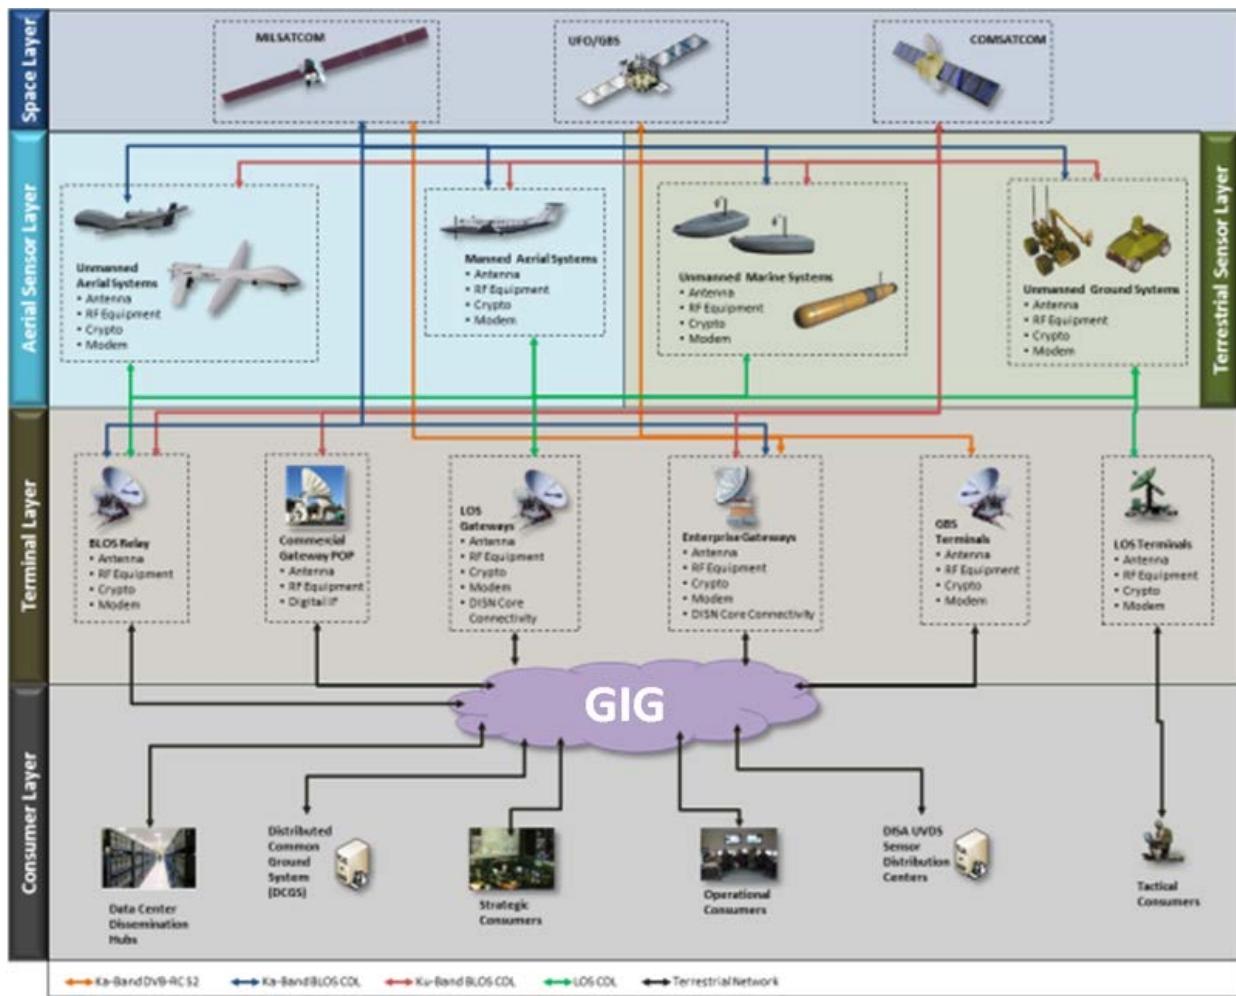 Space Layer
MILSATCOM
UFO/GBS
COMSATCOM
Aerial Sensor Layer
Terrestrial Sensor Layer
Unmanned
Aerial Systems
▪ Antenna
▪ RF Equipment
▪ Crypto
▪ Modem
Manned Aerial Systems
▪ Antenna
▪ RF Equipment
▪ Crypto
▪ Modem
Unmanned Marine Systems
▪ Antenna
▪ RF Equipment
▪ Crypto
▪ Modem
Unmanned Ground Systems
▪ Antenna
▪ RF Equipment
▪ Crypto
▪ Modem
Terminal Layer
BLOS Relay
▪ Antenna
▪ RF Equipment
▪ Crypto
▪ Modem
Commercial
Gateway POP
▪ Antenna
▪ RF Equipment
▪ Digital IF
LOS
Gateways
▪ Antenna
▪ RF Equipment
▪ Crypto
▪ Modem
▪ DISN Core
Connectivity
Enterprise Gateways
▪ Antenna
▪ RF Equipment
▪ Crypto
▪ Modem
▪ DISN Core Connectivity
GBS
Terminals
▪ Antenna
▪ RF Equipment
▪ Crypto
▪ Modem
LOS Terminals
▪ Antenna
▪ RF Equipment
▪ Crypto
▪ Modem
GIG
Consumer Layer
Data Center
Dissemination
Hubs
Distributed
Common
Ground
System
(DCGS)
Strategic
Consumers
Operational
Consumers
DISA UVDS
Sensor
Distribution
Centers
Tactical
Consumers
Ka-Band DVB-RC S2
Ka-Band BLOS CDL
Ku-Band BLOS CDL
LOS CDL
Terrestrial Network